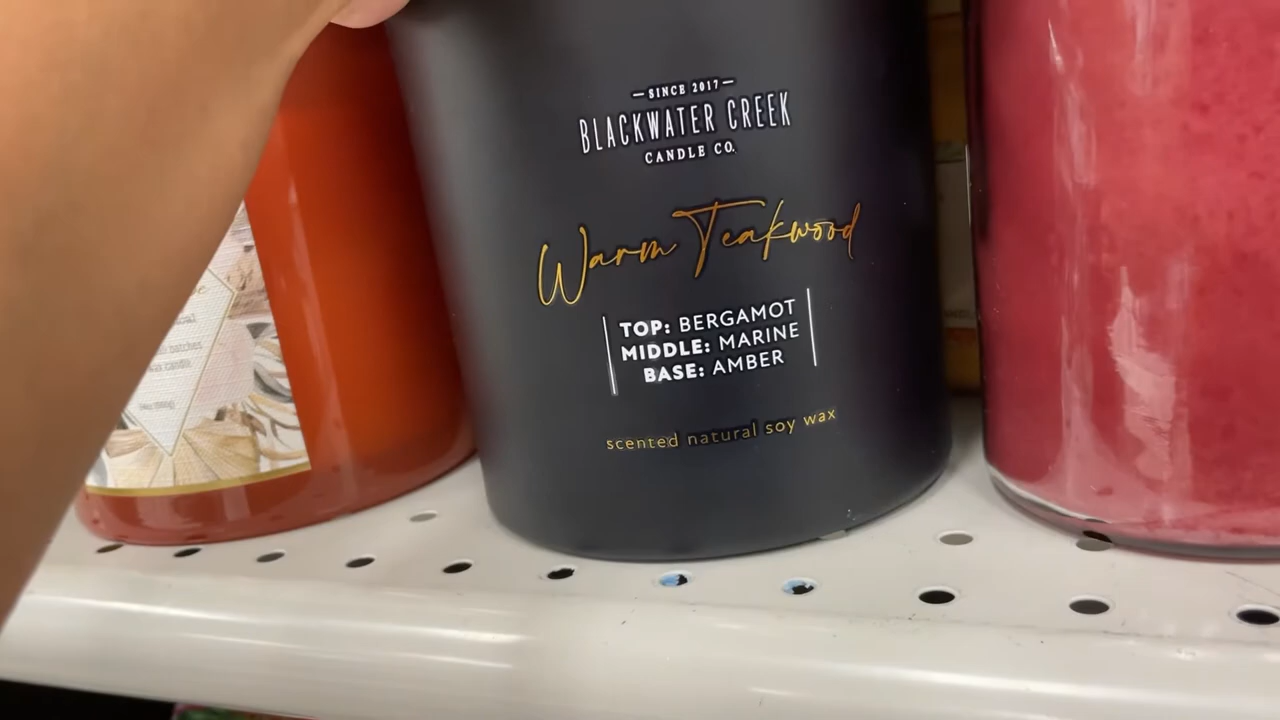 —SINCE 2017—
BLACKWATER CREEK
CANDLE CO.
Warm Teakwood
TOP: BERGAMOT
MIDDLE: MARINE
BASE: AMBER
scented natural soy wax